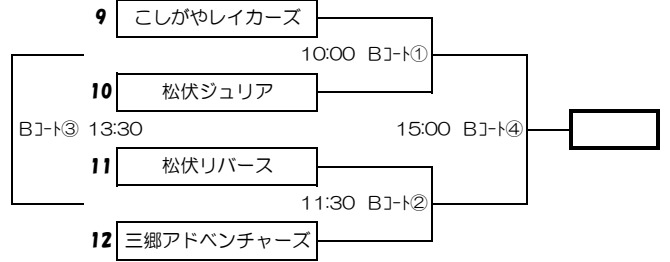 9 こしがやレイカーズ
10:00 Bｺｰﾄ①
10 松伏ジュリア
Bｺｰﾄ③ 13:30
15:00 Bｺｰﾄ④
11 松伏リバース
11:30 Bｺｰﾄ②
12 三郷アドベンチャーズ